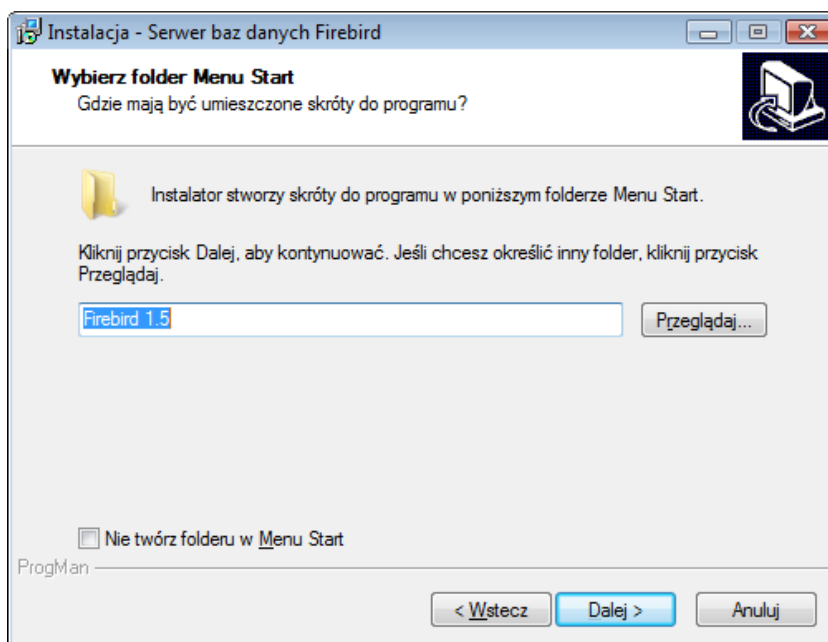 Instalacja - Serwer baz danych Firebird
Wybierz folder Menu Start
Gdzie mają być umieszczone skróty do programu?
Instalator stworzy skróty do programu w poniższym folderze Menu Start.
Kliknij przycisk Dalej, aby kontynuować. Jeśli chcesz określić inny folder, kliknij przycisk
Przeglądaj.
Firebird 1.5
Przeglądaj...
Nie twórz folderu w Menu Start
ProgMan
< Wstecz
Dalej >
Anuluj